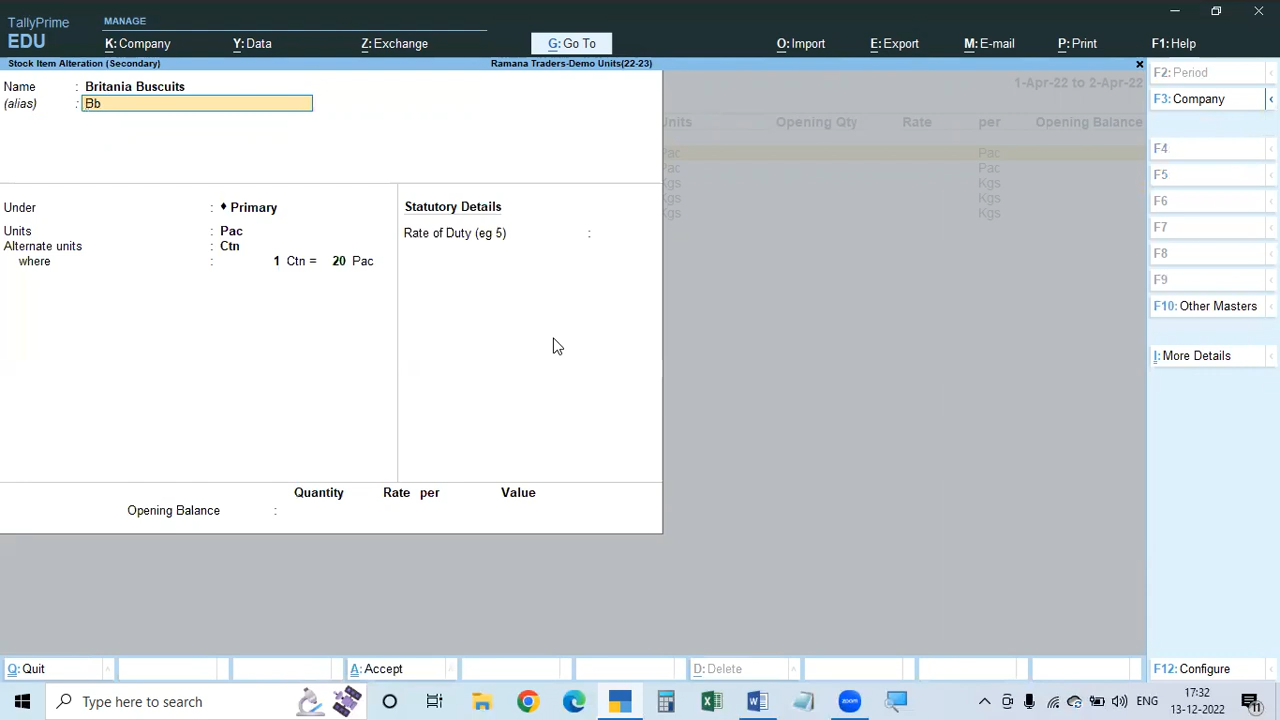 TallyPrime
EDU
MANAGE
K: Company
Y: Data
Z: Exchange
G: Go To
O: Import
E: Export
M: E-mail
P: Print
F1: Help
Stock Item Alteration (Secondary)
Ramana Traders-Demo Units(22-23)
Name : Britania Buscuits
(alias) : Bb
1-Apr-22 to 2-Apr-22
Units Opening Qty Rate per Opening Balance
Pac Pac
Pac Pac
Kgs Kgs
Kgs Kgs
Kgs Kgs
Under : ♦ Primary
Units : Pac
Alternate units : Ctn
where : 1 Ctn = 20 Pac
Statutory Details
Rate of Duty (eg 5) :
Quantity Rate per Value
Opening Balance :
F2: Period
F3: Company
F4
F5
F6
F7
F8
F9
F10: Other Masters
I: More Details
Q: Quit
A: Accept
D: Delete
F12: Configure
Type here to search
ENG
17:32
13-12-2022
11